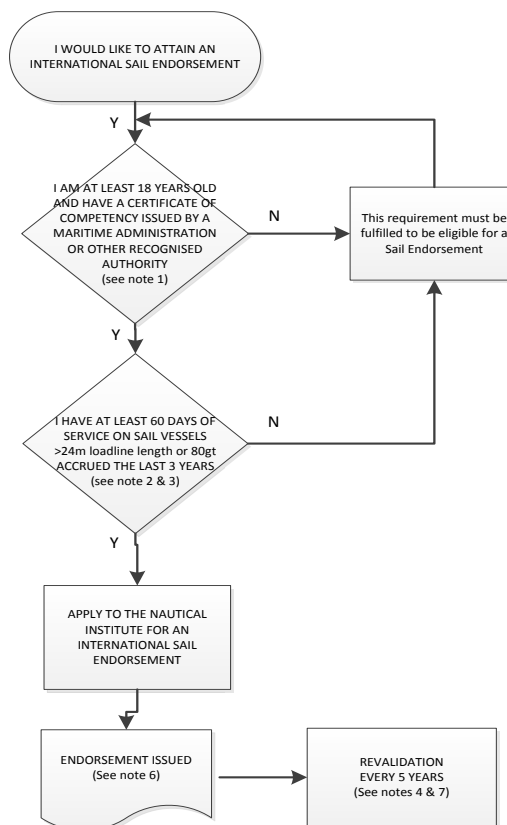 I WOULD LIKE TO ATTAIN AN
INTERNATIONAL SAIL ENDORSEMENT
Y
I AM AT LEAST 18 YEARS OLD
AND HAVE A CERTIFICATE OF
COMPETENCY ISSUED BY A
MARITIME ADMINISTRATION
OR OTHER RECOGNISED
AUTHORITY
(see note 1)
N
This requirement must be
fulfilled to be eligible for a
Sail Endorsement
Y
I HAVE AT LEAST 60 DAYS OF
SERVICE ON SAIL VESSELS
>24m loadline length or 80gt
ACCRUED THE LAST 3 YEARS
(see note 2 & 3)
N
Y
APPLY TO THE NAUTICAL
INSTITUTE FOR AN
INTERNATIONAL SAIL
ENDORSEMENT
ENDORSEMENT ISSUED
(See note 6)
REVALIDATION
EVERY 5 YEARS
(See notes 4 & 7)